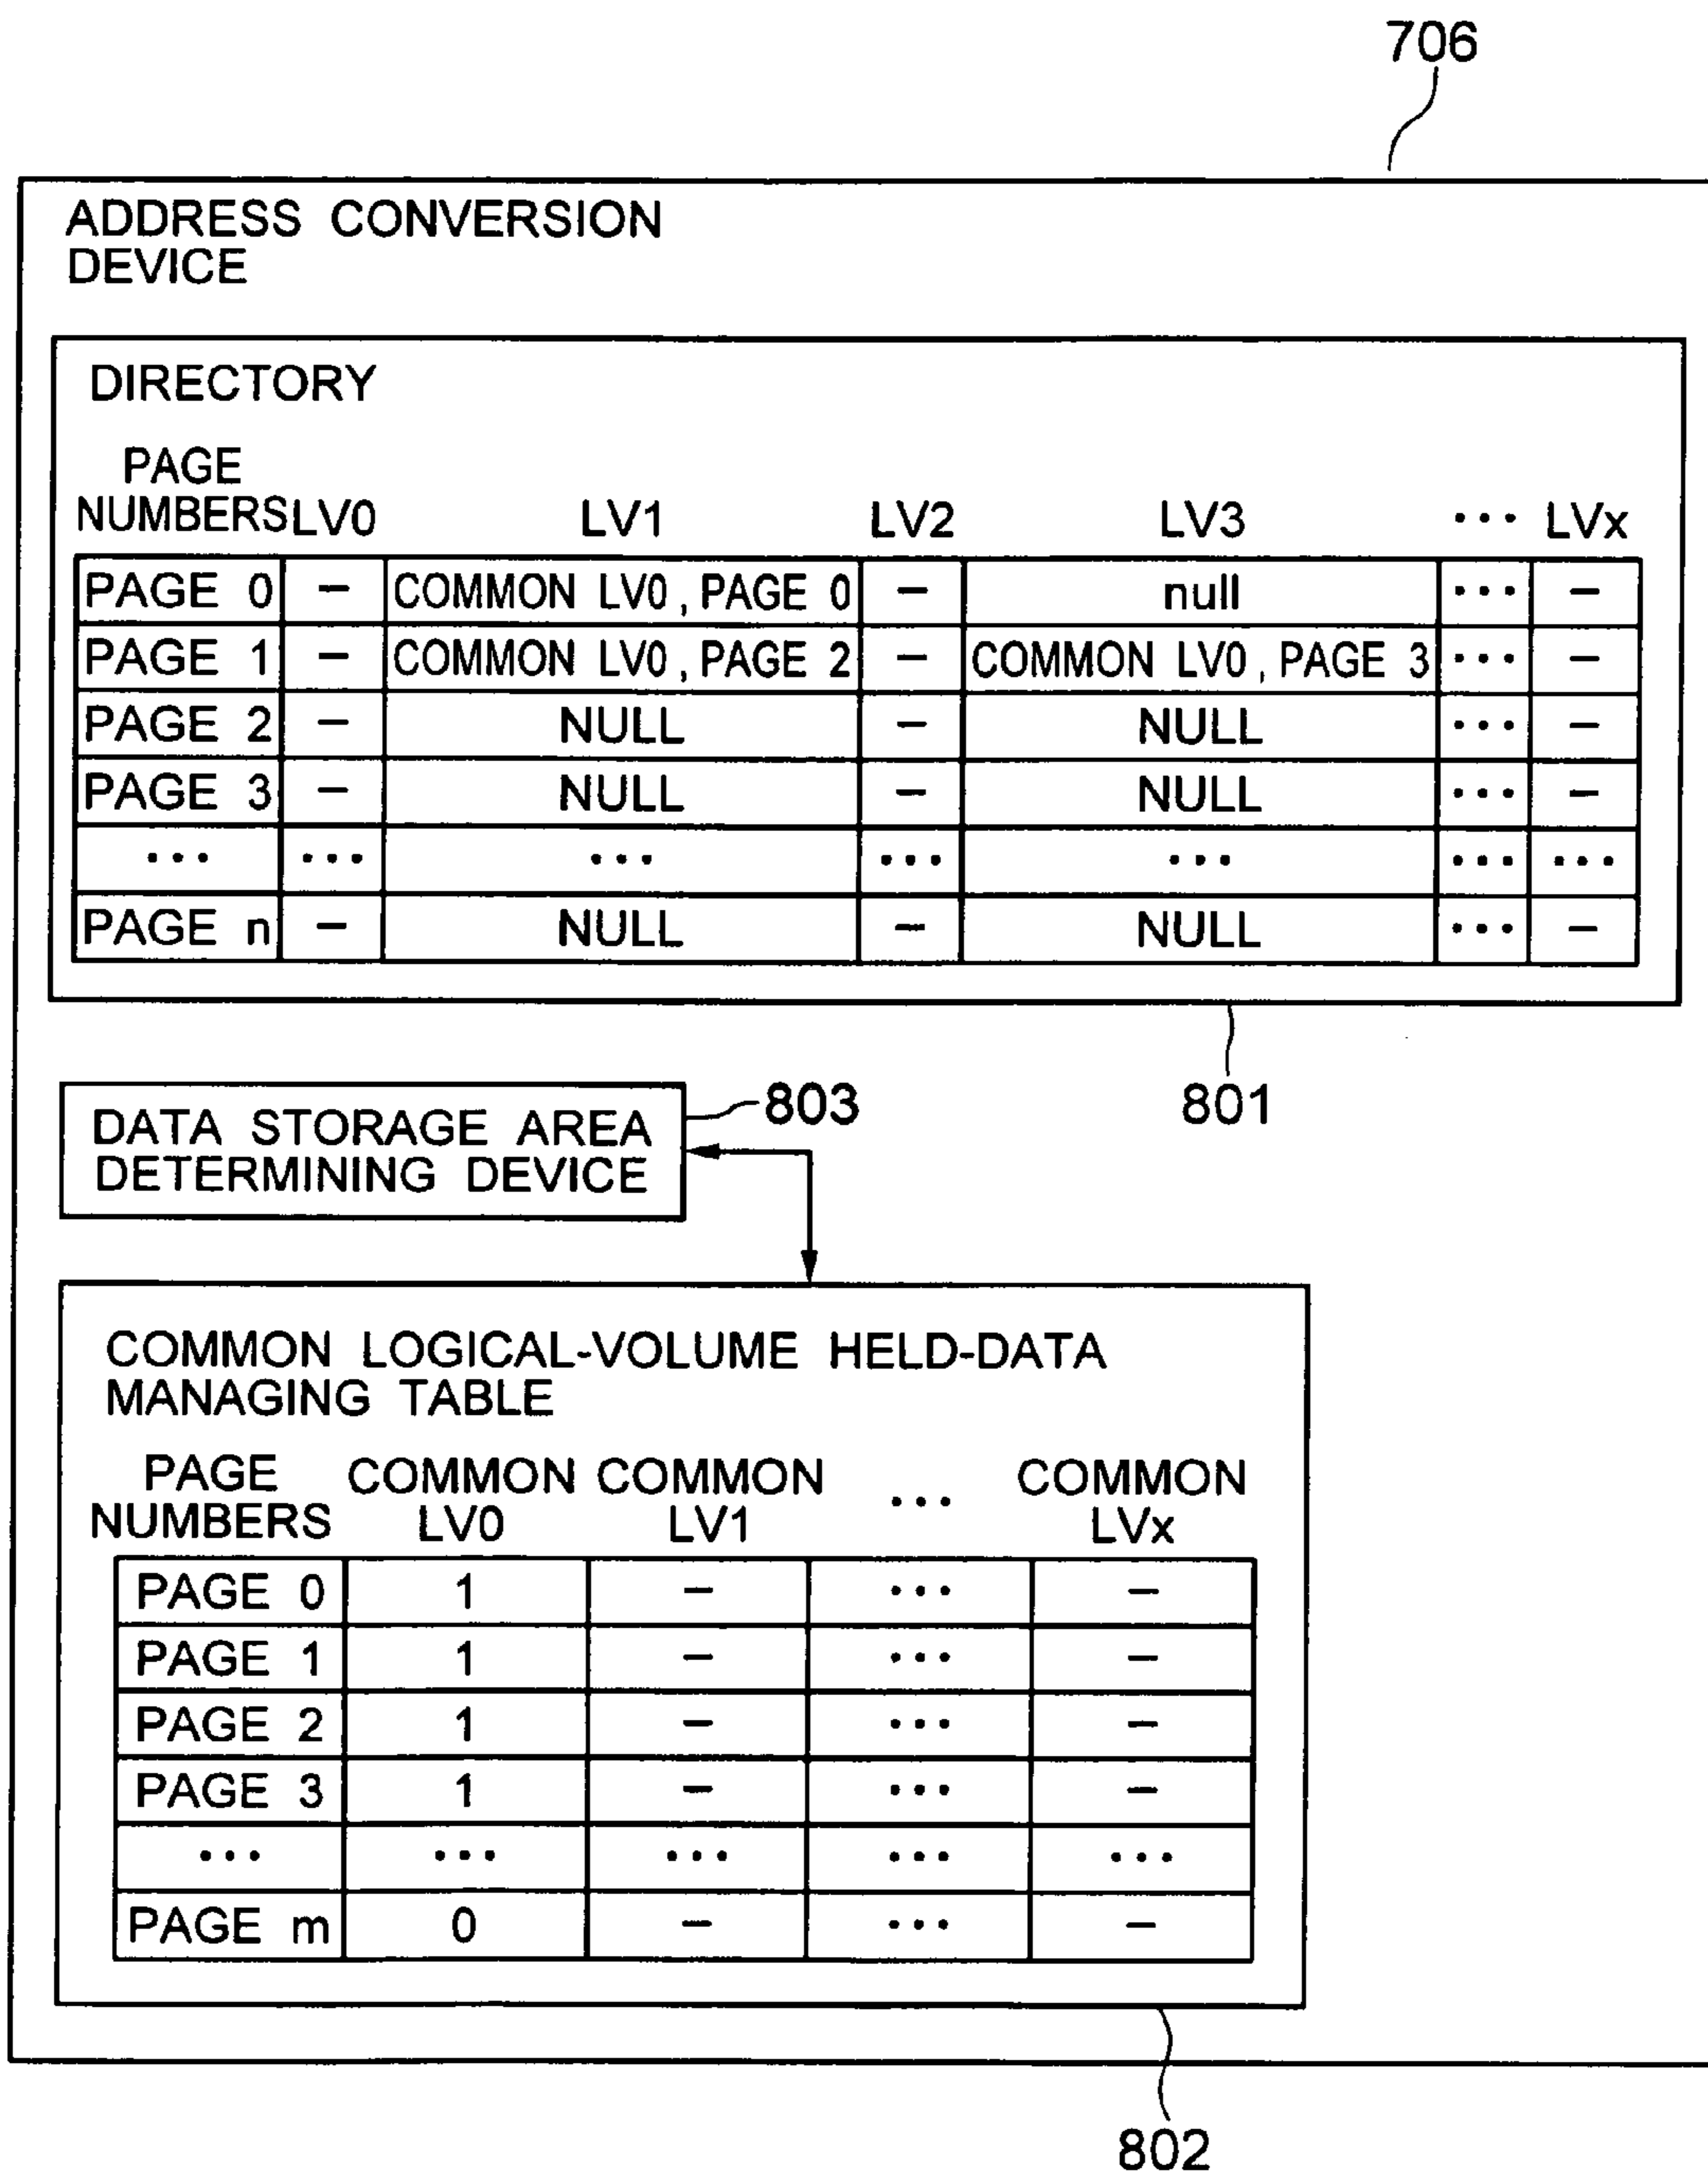 706
ADDRESS CONVERSION
DEVICE
DIRECTORY
PAGE
NUMBERS LV0 LV1 LV2 LV3 ... LVx
PAGE 0 – COMMON LV0, PAGE 0 – null ... –
PAGE 1 – COMMON LV0, PAGE 2 – COMMON LV0, PAGE 3 ... –
PAGE 2 – NULL – NULL ... –
PAGE 3 – NULL – NULL ... –
... ... ... ... ... ... ...
PAGE n – NULL – NULL ... –
801
803
DATA STORAGE AREA
DETERMINING DEVICE
COMMON LOGICAL-VOLUME HELD-DATA
MANAGING TABLE
PAGE COMMON COMMON ... COMMON
NUMBERS LV0 LV1 LVx
PAGE 0 1 – ... –
PAGE 1 1 – ... –
PAGE 2 1 – ... –
PAGE 3 1 – ... –
... ... ... ... ...
PAGE m 0 – ... –
802